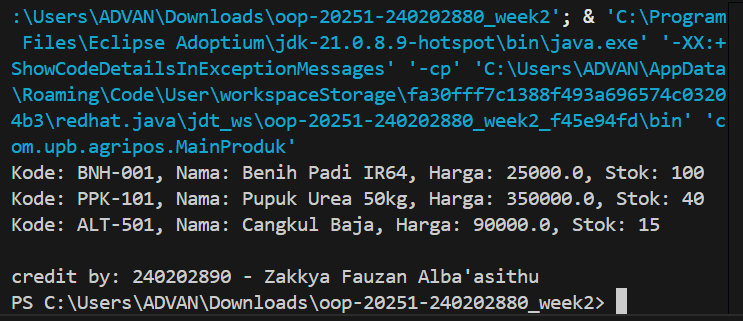 :\Users\ADVAN\Downloads\oop-20251-240202880_week2'; & 'C:\Program
 Files\Eclipse Adoptium\jdk-21.0.8.9-hotspot\bin\java.exe' '-XX:+
ShowCodeDetailsInExceptionMessages' '-cp' 'C:\Users\ADVAN\AppData
\Roaming\Code\User\workspaceStorage\fa30fff7c1388f493a696574c0320
4b3\redhat.java\jdt_ws\oop-20251-240202880_week2_f45e94fd\bin' 'c
om.upb.agripos.MainProduk'
Kode: BNH-001, Nama: Benih Padi IR64, Harga: 25000.0, Stok: 100
Kode: PPK-101, Nama: Pupuk Urea 50kg, Harga: 350000.0, Stok: 40
Kode: ALT-501, Nama: Cangkul Baja, Harga: 90000.0, Stok: 15

credit by: 240202890 - Zakkya Fauzan Alba'asithu
PS C:\Users\ADVAN\Downloads\oop-20251-240202880_week2>